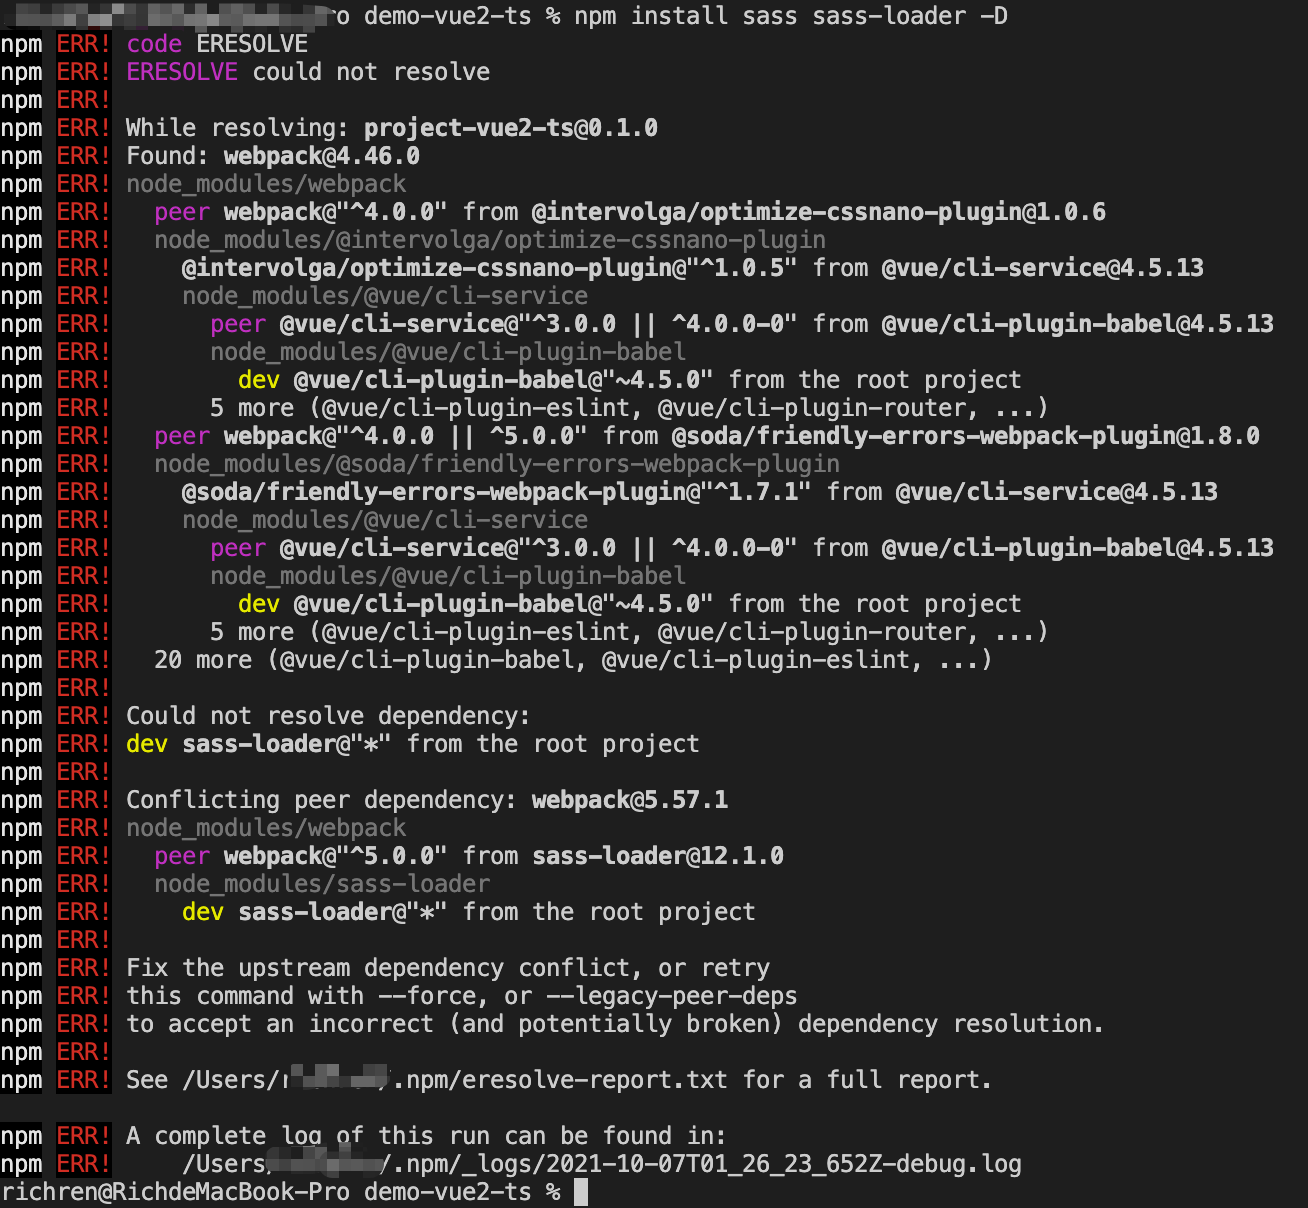 demo-vue2-ts % npm install sass sass-loader -D
npm ERR! code ERESOLVE
npm ERR! ERESOLVE could not resolve
npm ERR!
npm ERR! While resolving: project-vue2-ts@0.1.0
npm ERR! Found: webpack@4.46.0
npm ERR! node_modules/webpack
npm ERR!   peer webpack@"^4.0.0" from @intervolga/optimize-cssnano-plugin@1.0.6
npm ERR!   node_modules/@intervolga/optimize-cssnano-plugin
npm ERR!     @intervolga/optimize-cssnano-plugin@"^1.0.5" from @vue/cli-service@4.5.13
npm ERR!     node_modules/@vue/cli-service
npm ERR!       peer @vue/cli-service@"^3.0.0 || ^4.0.0-0" from @vue/cli-plugin-babel@4.5.13
npm ERR!       node_modules/@vue/cli-plugin-babel
npm ERR!         dev @vue/cli-plugin-babel@"~4.5.0" from the root project
npm ERR!       5 more (@vue/cli-plugin-eslint, @vue/cli-plugin-router, ...)
npm ERR!   peer webpack@"^4.0.0 || ^5.0.0" from @soda/friendly-errors-webpack-plugin@1.8.0
npm ERR!   node_modules/@soda/friendly-errors-webpack-plugin
npm ERR!     @soda/friendly-errors-webpack-plugin@"^1.7.1" from @vue/cli-service@4.5.13
npm ERR!     node_modules/@vue/cli-service
npm ERR!       peer @vue/cli-service@"^3.0.0 || ^4.0.0-0" from @vue/cli-plugin-babel@4.5.13
npm ERR!       node_modules/@vue/cli-plugin-babel
npm ERR!         dev @vue/cli-plugin-babel@"~4.5.0" from the root project
npm ERR!       5 more (@vue/cli-plugin-eslint, @vue/cli-plugin-router, ...)
npm ERR!   20 more (@vue/cli-plugin-babel, @vue/cli-plugin-eslint, ...)
npm ERR!
npm ERR! Could not resolve dependency:
npm ERR! dev sass-loader@"*" from the root project
npm ERR!
npm ERR! Conflicting peer dependency: webpack@5.57.1
npm ERR! node_modules/webpack
npm ERR!   peer webpack@"^5.0.0" from sass-loader@12.1.0
npm ERR!   node_modules/sass-loader
npm ERR!     dev sass-loader@"*" from the root project
npm ERR!
npm ERR! Fix the upstream dependency conflict, or retry
npm ERR! this command with --force, or --legacy-peer-deps
npm ERR! to accept an incorrect (and potentially broken) dependency resolution.
npm ERR!
npm ERR! See /Users/ /.npm/eresolve-report.txt for a full report.
npm ERR! A complete log of this run can be found in:
npm ERR!     /Users/ /.npm/_logs/2021-10-07T01_26_23_652Z-debug.log
richren@RichdeMacBook-Pro demo-vue2-ts %